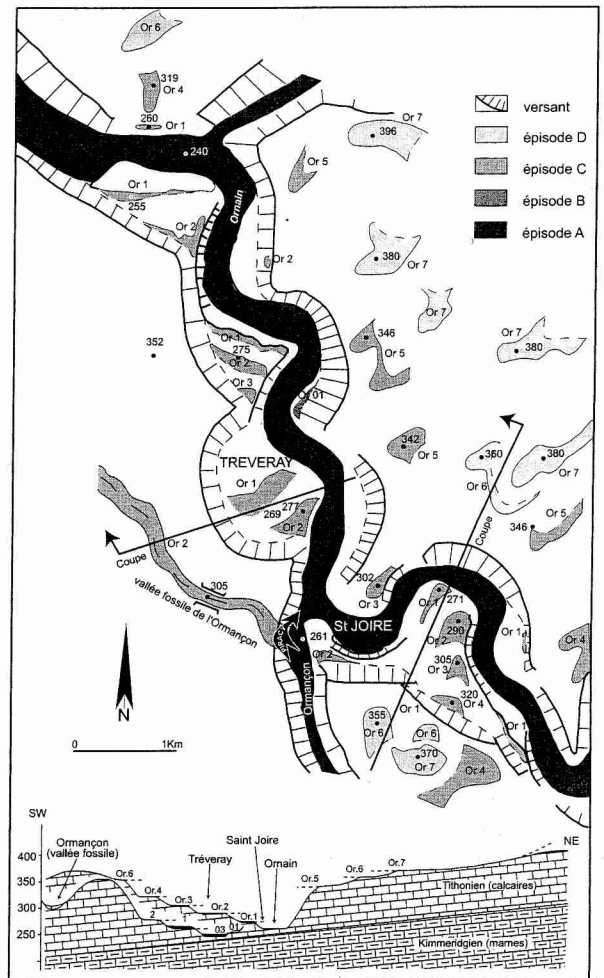 Or 6
319
Or 4
260
Or 1
240
Or 1
255
Or 2
Ornain
Or 7
396
Or 5
Or 2
380
Or 7
Or 7
versant
épisode D
épisode C
épisode B
épisode A
352
Or 1
275
Or 2
Or 3
Or 01
346
Or 5
Or 7
380
342
Or 5
TREVERAY
Or 1
277
269
Or 2
360
Or 6
380
Or 7
346
Or 5
Coupe
Coupe
Or 2
305
vallée fossile de l'Ormançon
302
Or 3
St JOIRE
261
Or 2
Ormançon
271
Or 1
290
Or 2
305
Or 3
320
Or 4
Or 1
Or 4
Or 1
Or 1
355
Or 6
Or 6
370
Or 7
Or 4
N
0 1Km
SW
NE
Ormançon
(vallée fossile)
Saint Joire
Tréveray
Ornain
400
350
300
250
Or.6
Or.4
Or.3
Or.2
Or.1
2
1
03
01
Or.5
Or.6
Or.7
Tithonien (calcaires)
Kimmeridgien (marnes)